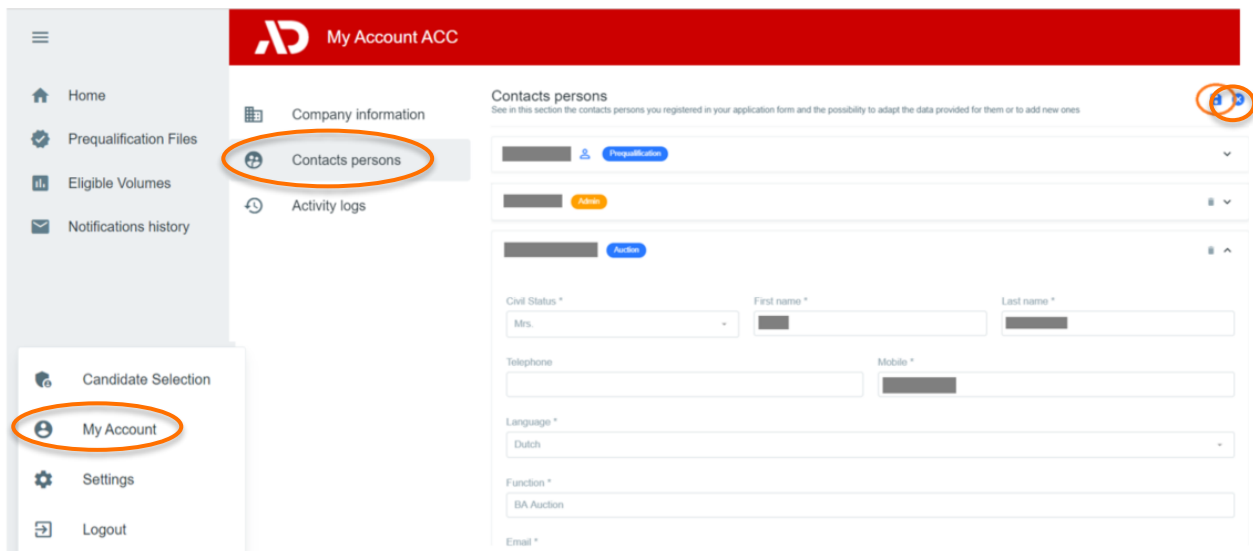 My Account ACC
Home
Prequalification Files
Eligible Volumes
Notifications history
Candidate Selection
My Account
Settings
Logout
Company information
Contacts persons
Activity logs
Contacts persons
See in this section the contacts persons you registered in your application form and the possibility to adapt the data provided for them or to add new ones
Prequalification
Admin
Auction
Civil Status * First name * Last name *
Mrs.
Telephone Mobile *
Language *
Dutch
Function *
BA Auction
Email *